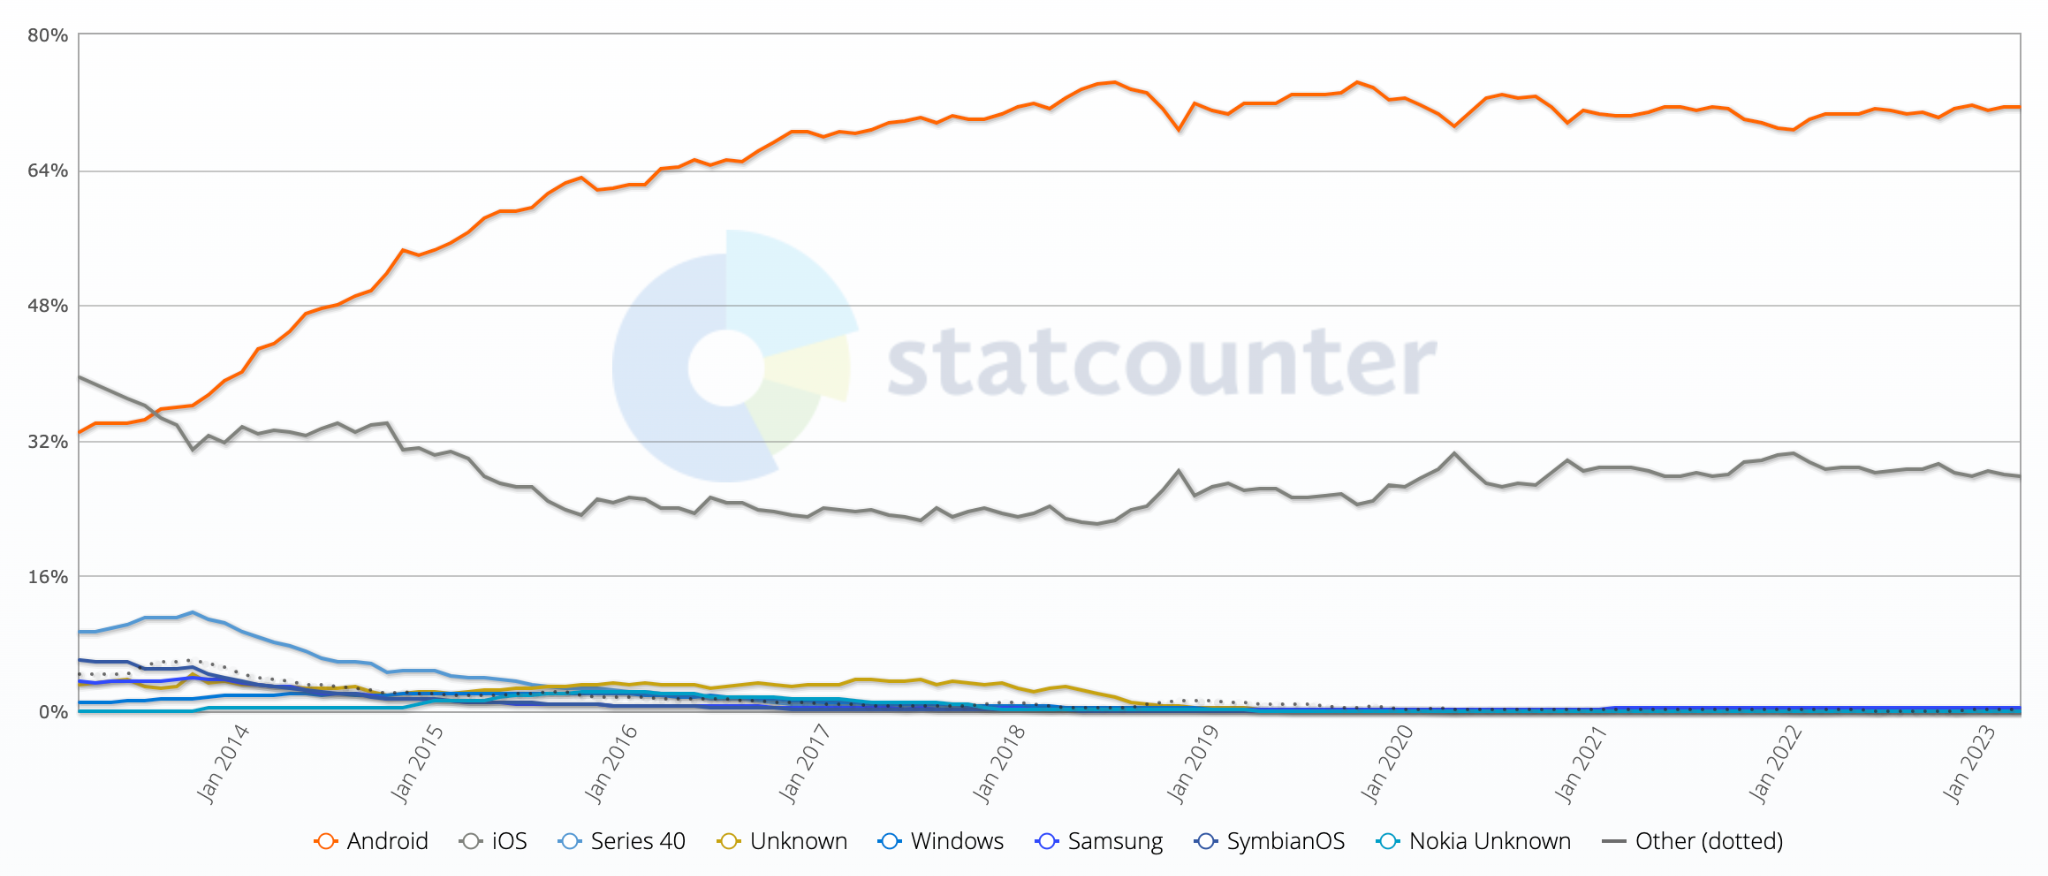 80%
64%
48%
32%
16%
0%
statcounter
Jan 2014
Jan 2015
Jan 2016
Jan 2017
Jan 2018
Jan 2019
Jan 2020
Jan 2021
Jan 2022
Jan 2023
Android iOS Series 40 Unknown Windows Samsung SymbianOS Nokia Unknown Other (dotted)